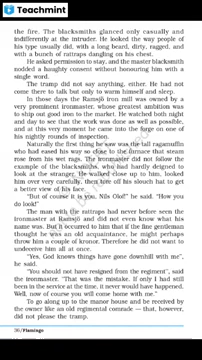 Teachmint
the fire. The blacksmiths glanced only casually and
indifferently at the intruder. He looked the way people of
his type usually did, with a long beard, dirty, ragged, and
with a bunch of rattraps dangling on his chest.
He asked permission to stay, and the master blacksmith
nodded a haughty consent without honouring him with a
single word.
The tramp did not say anything, either. He had not
come there to talk but only to warm himself and sleep.
In those days the Ramsjö iron mill was owned by a
very prominent ironmaster, whose greatest ambition was
to ship out good iron to the market. He watched both night
and day to see that the work was done as well as possible,
and at this very moment he came into the forge on one of
his nightly rounds of inspection.
Naturally the first thing he saw was the tall ragamuffin
who had eased his way so close to the furnace that steam
rose from his wet rags. The ironmaster did not follow the
example of the blacksmiths, who had hardly deigned to
look at the stranger. He walked close up to him, looked
him over very carefully, then tore off his slouch hat to get
a better view of his face.
“But of course it is you, Nils Olof!” he said. “How you
do look!”
The man with the rattraps had never before seen the
ironmaster at Ramsjö and did not even know what his
name was. But it occurred to him that if the fine gentleman
thought he was an old acquaintance, he might perhaps
throw him a couple of kronor. Therefore he did not want to
undeceive him all at once.
“Yes, God knows things have gone downhill with me”,
he said.
“You should not have resigned from the regiment”, said
the ironmaster. “That was the mistake. If only I had still
been in the service at the time, it never would have happened.
Well, now of course you will come home with me.”
To go along up to the manor house and be received by
the owner like an old regimental comrade — that, however,
did not please the tramp.
36/Flamingo